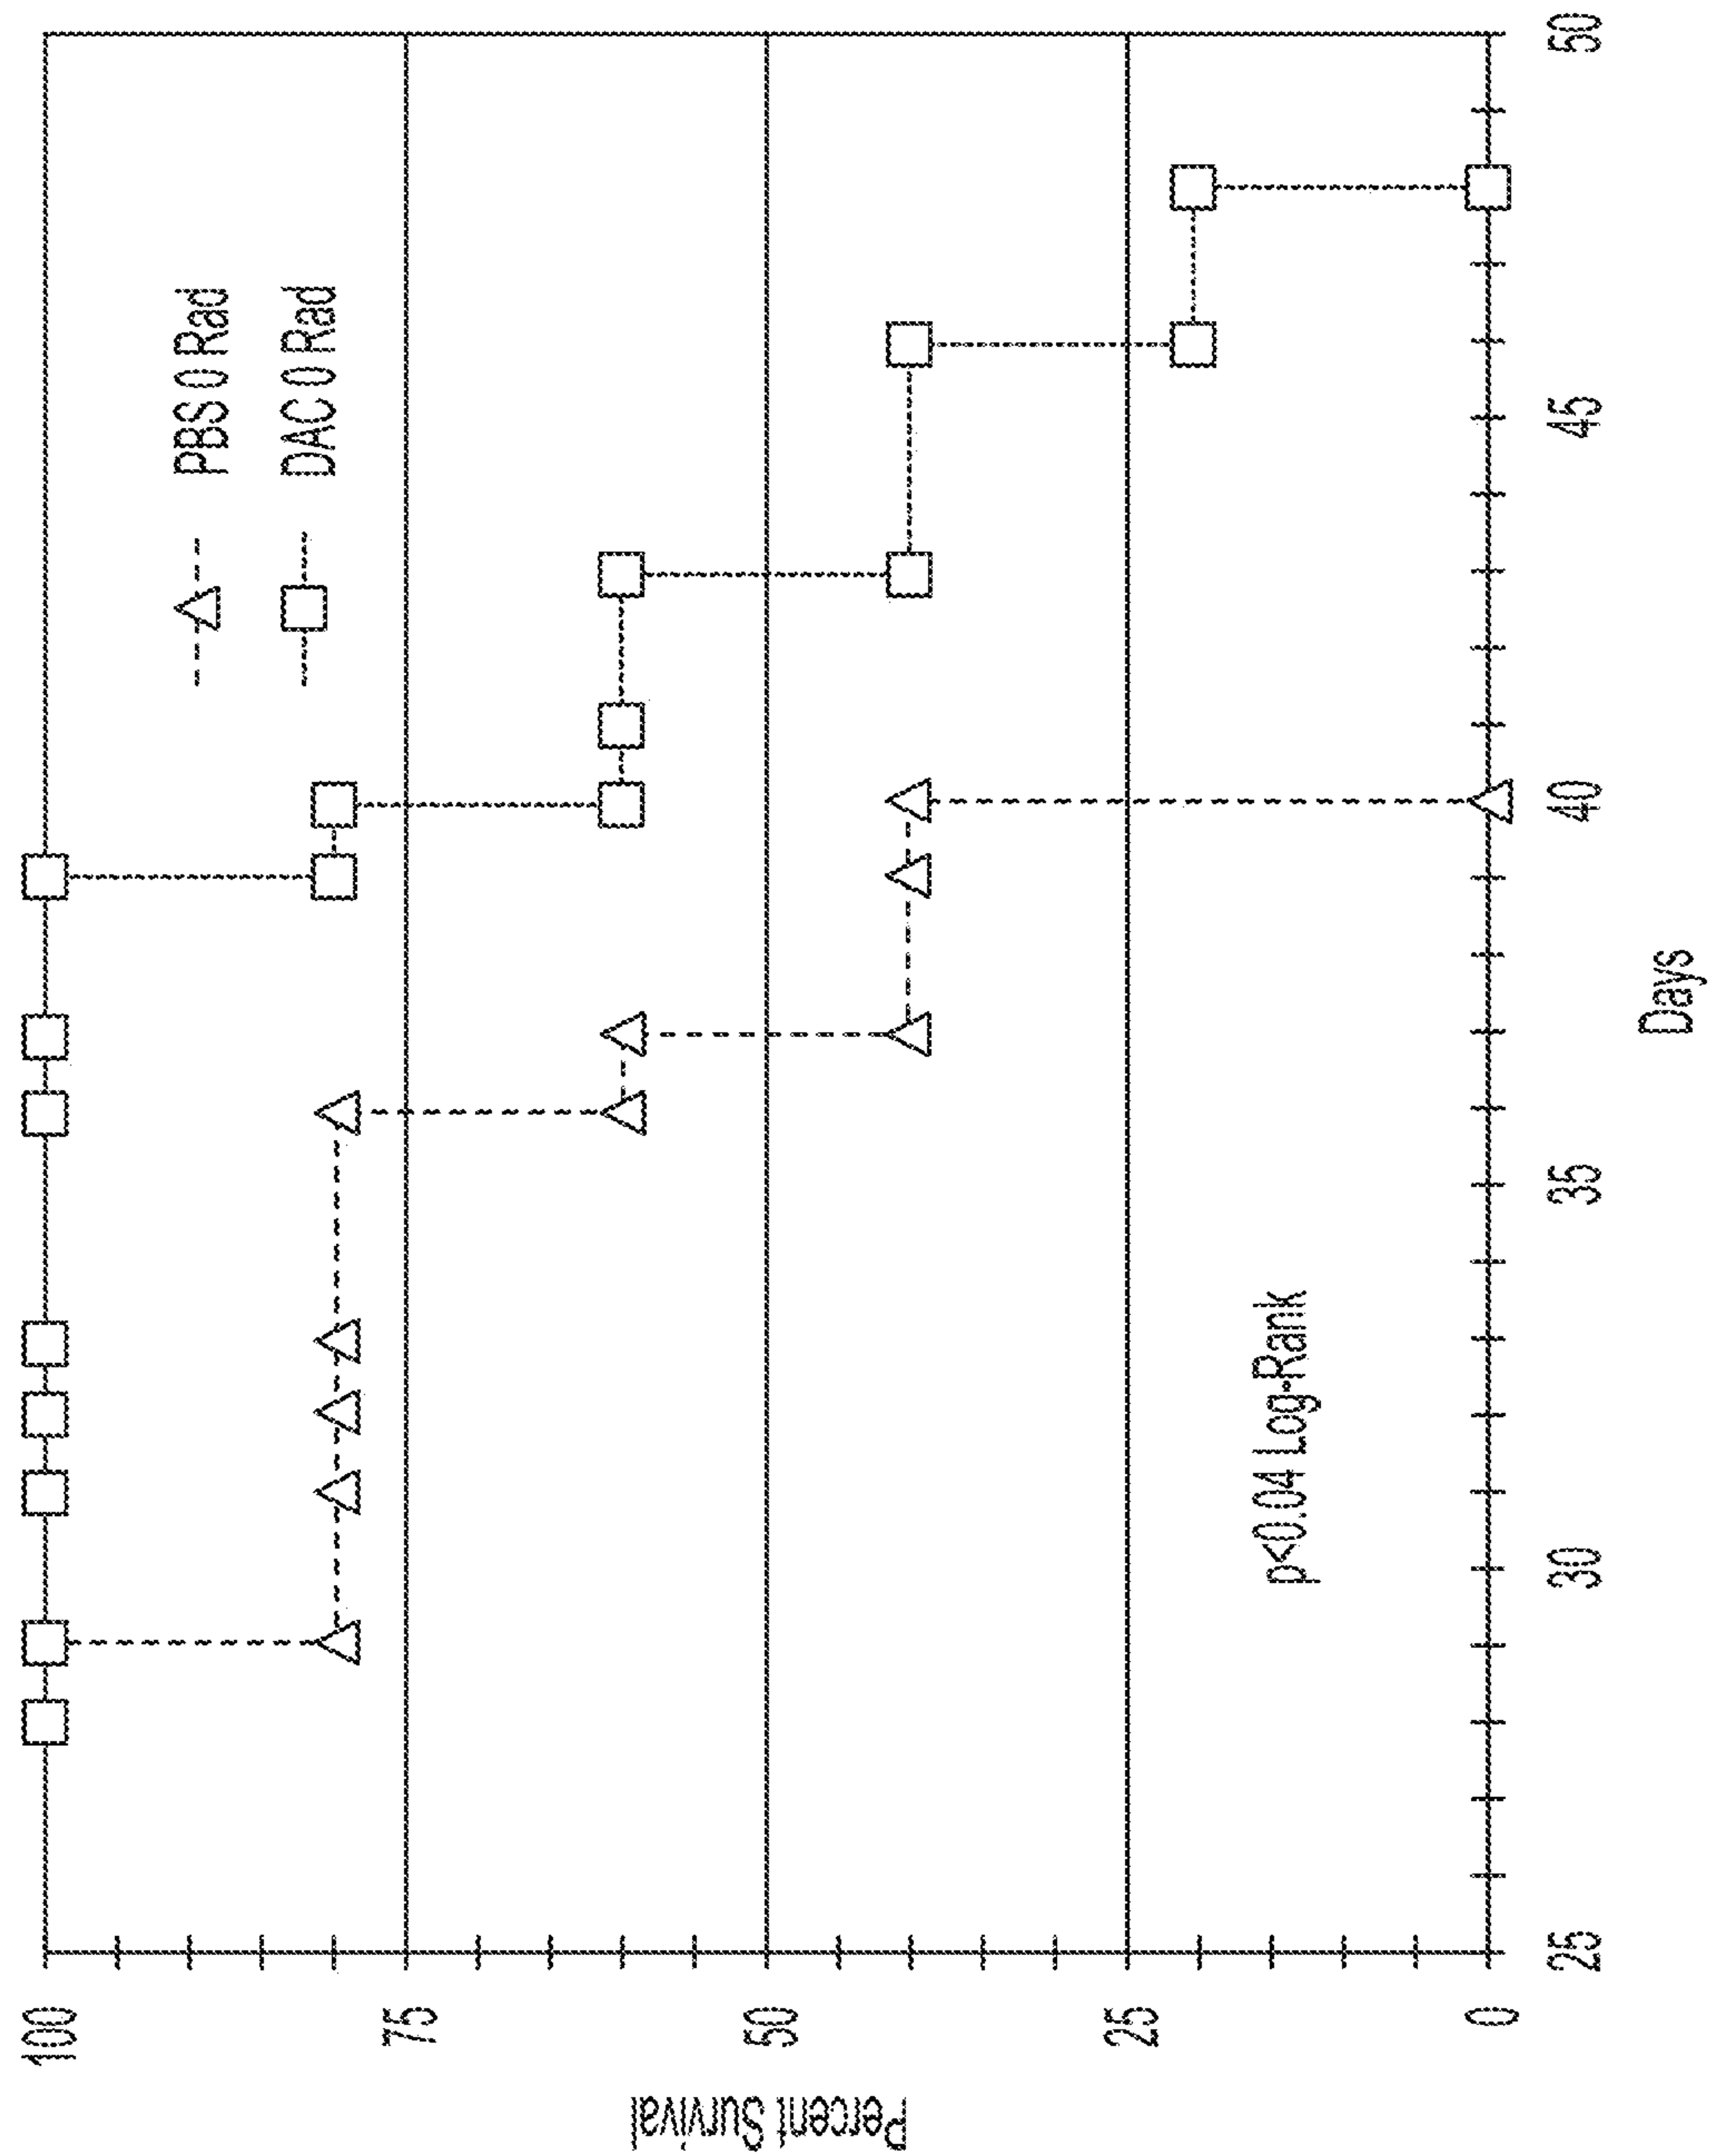 100
75
50
25
0
Percent Survival
PBS 0 Rad
DAC 0 Rad
p<0.04 Log-Rank
25
30
35
40
45
50
Days